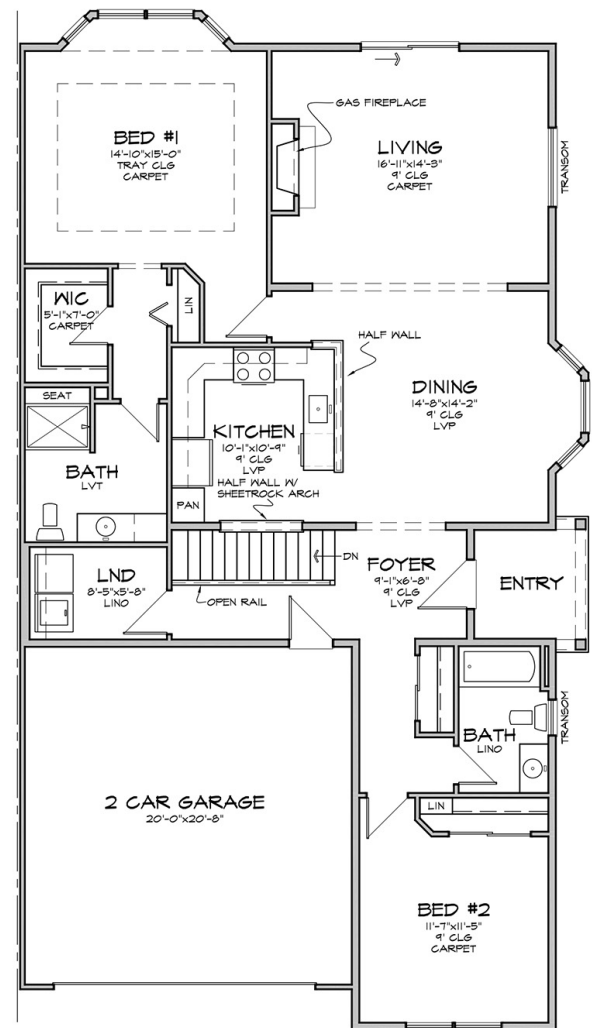 BED #1
14'-10"x15'-0"
TRAY CLG
CARPET
GAS FIREPLACE
LIVING
16'-11"x14'-3"
9' CLG
CARPET
TRANSOM
WIC
5'-1"x7'-0"
CARPET
LIN
HALF WALL
DINING
14'-8"x14'-2"
9' CLG
LVP
SEAT
KITCHEN
10'-1"x10'-9"
9' CLG
LVP
HALF WALL W/
SHEETROCK ARCH
BATH
LVT
PAN
DN
FOYER
9'-1"x6'-8"
9' CLG
LVP
ENTRY
LND
8'-5"x5'-8"
LINO
OPEN RAIL
TRANSOM
BATH
LINO
2 CAR GARAGE
20'-0"x20'-8"
LIN
BED #2
11'-7"x11'-5"
9' CLG
CARPET